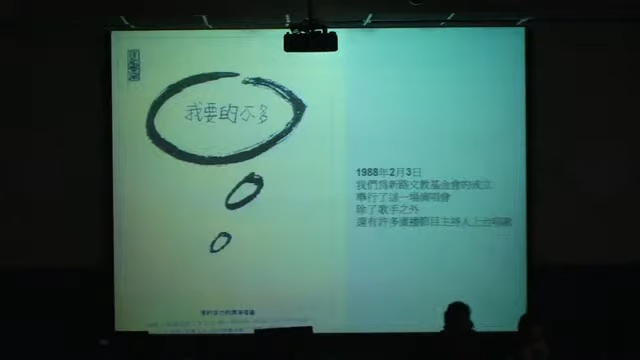 我要的不多
1988年2月3日
我們為新路文教基金會的成立
舉行了這一場演唱會
除了歌手之外
還有許多廣播節目主持人上台唱歌